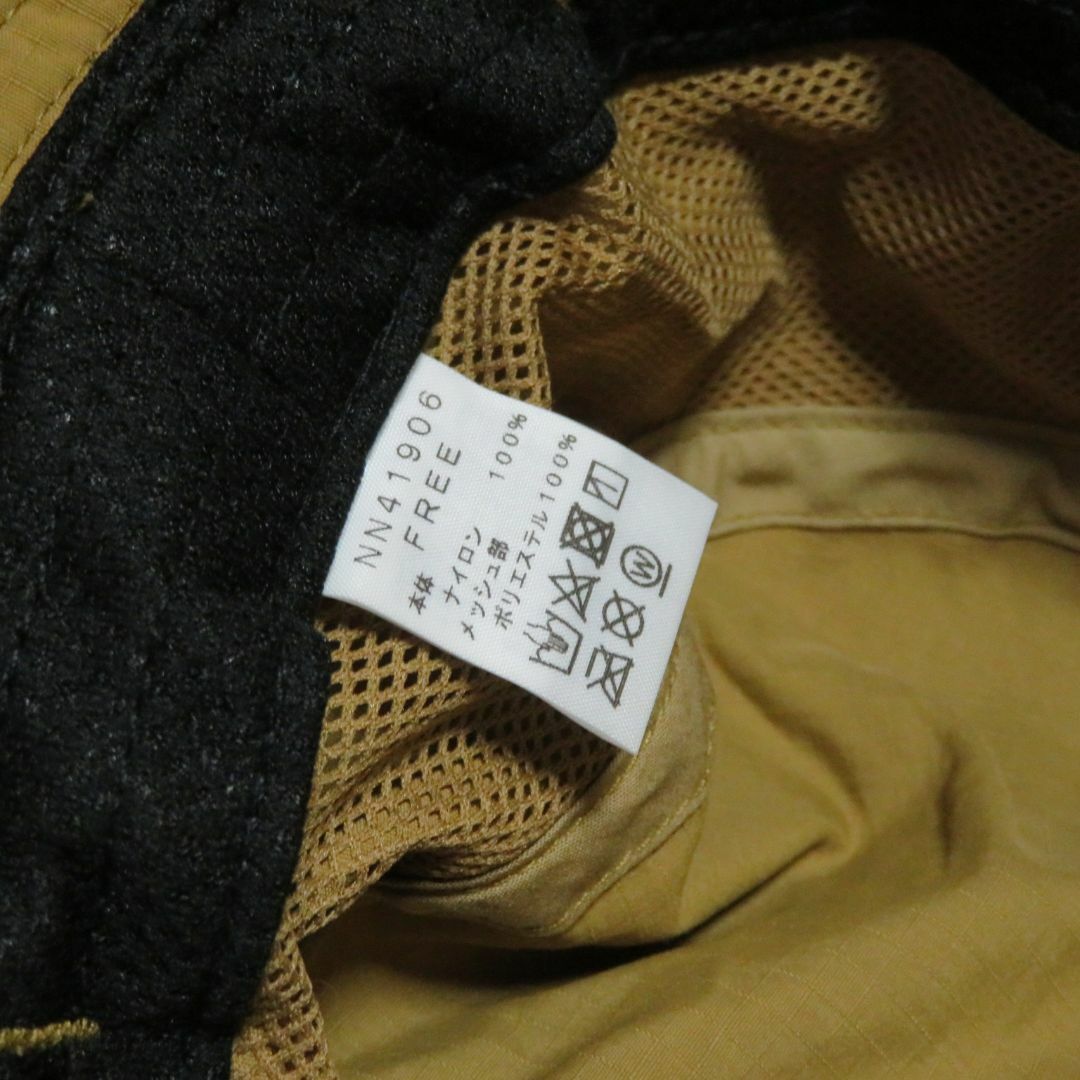 NN41906
FREE
本体
ナイロン 100%
メッシュ部
ポリエステル100%
W